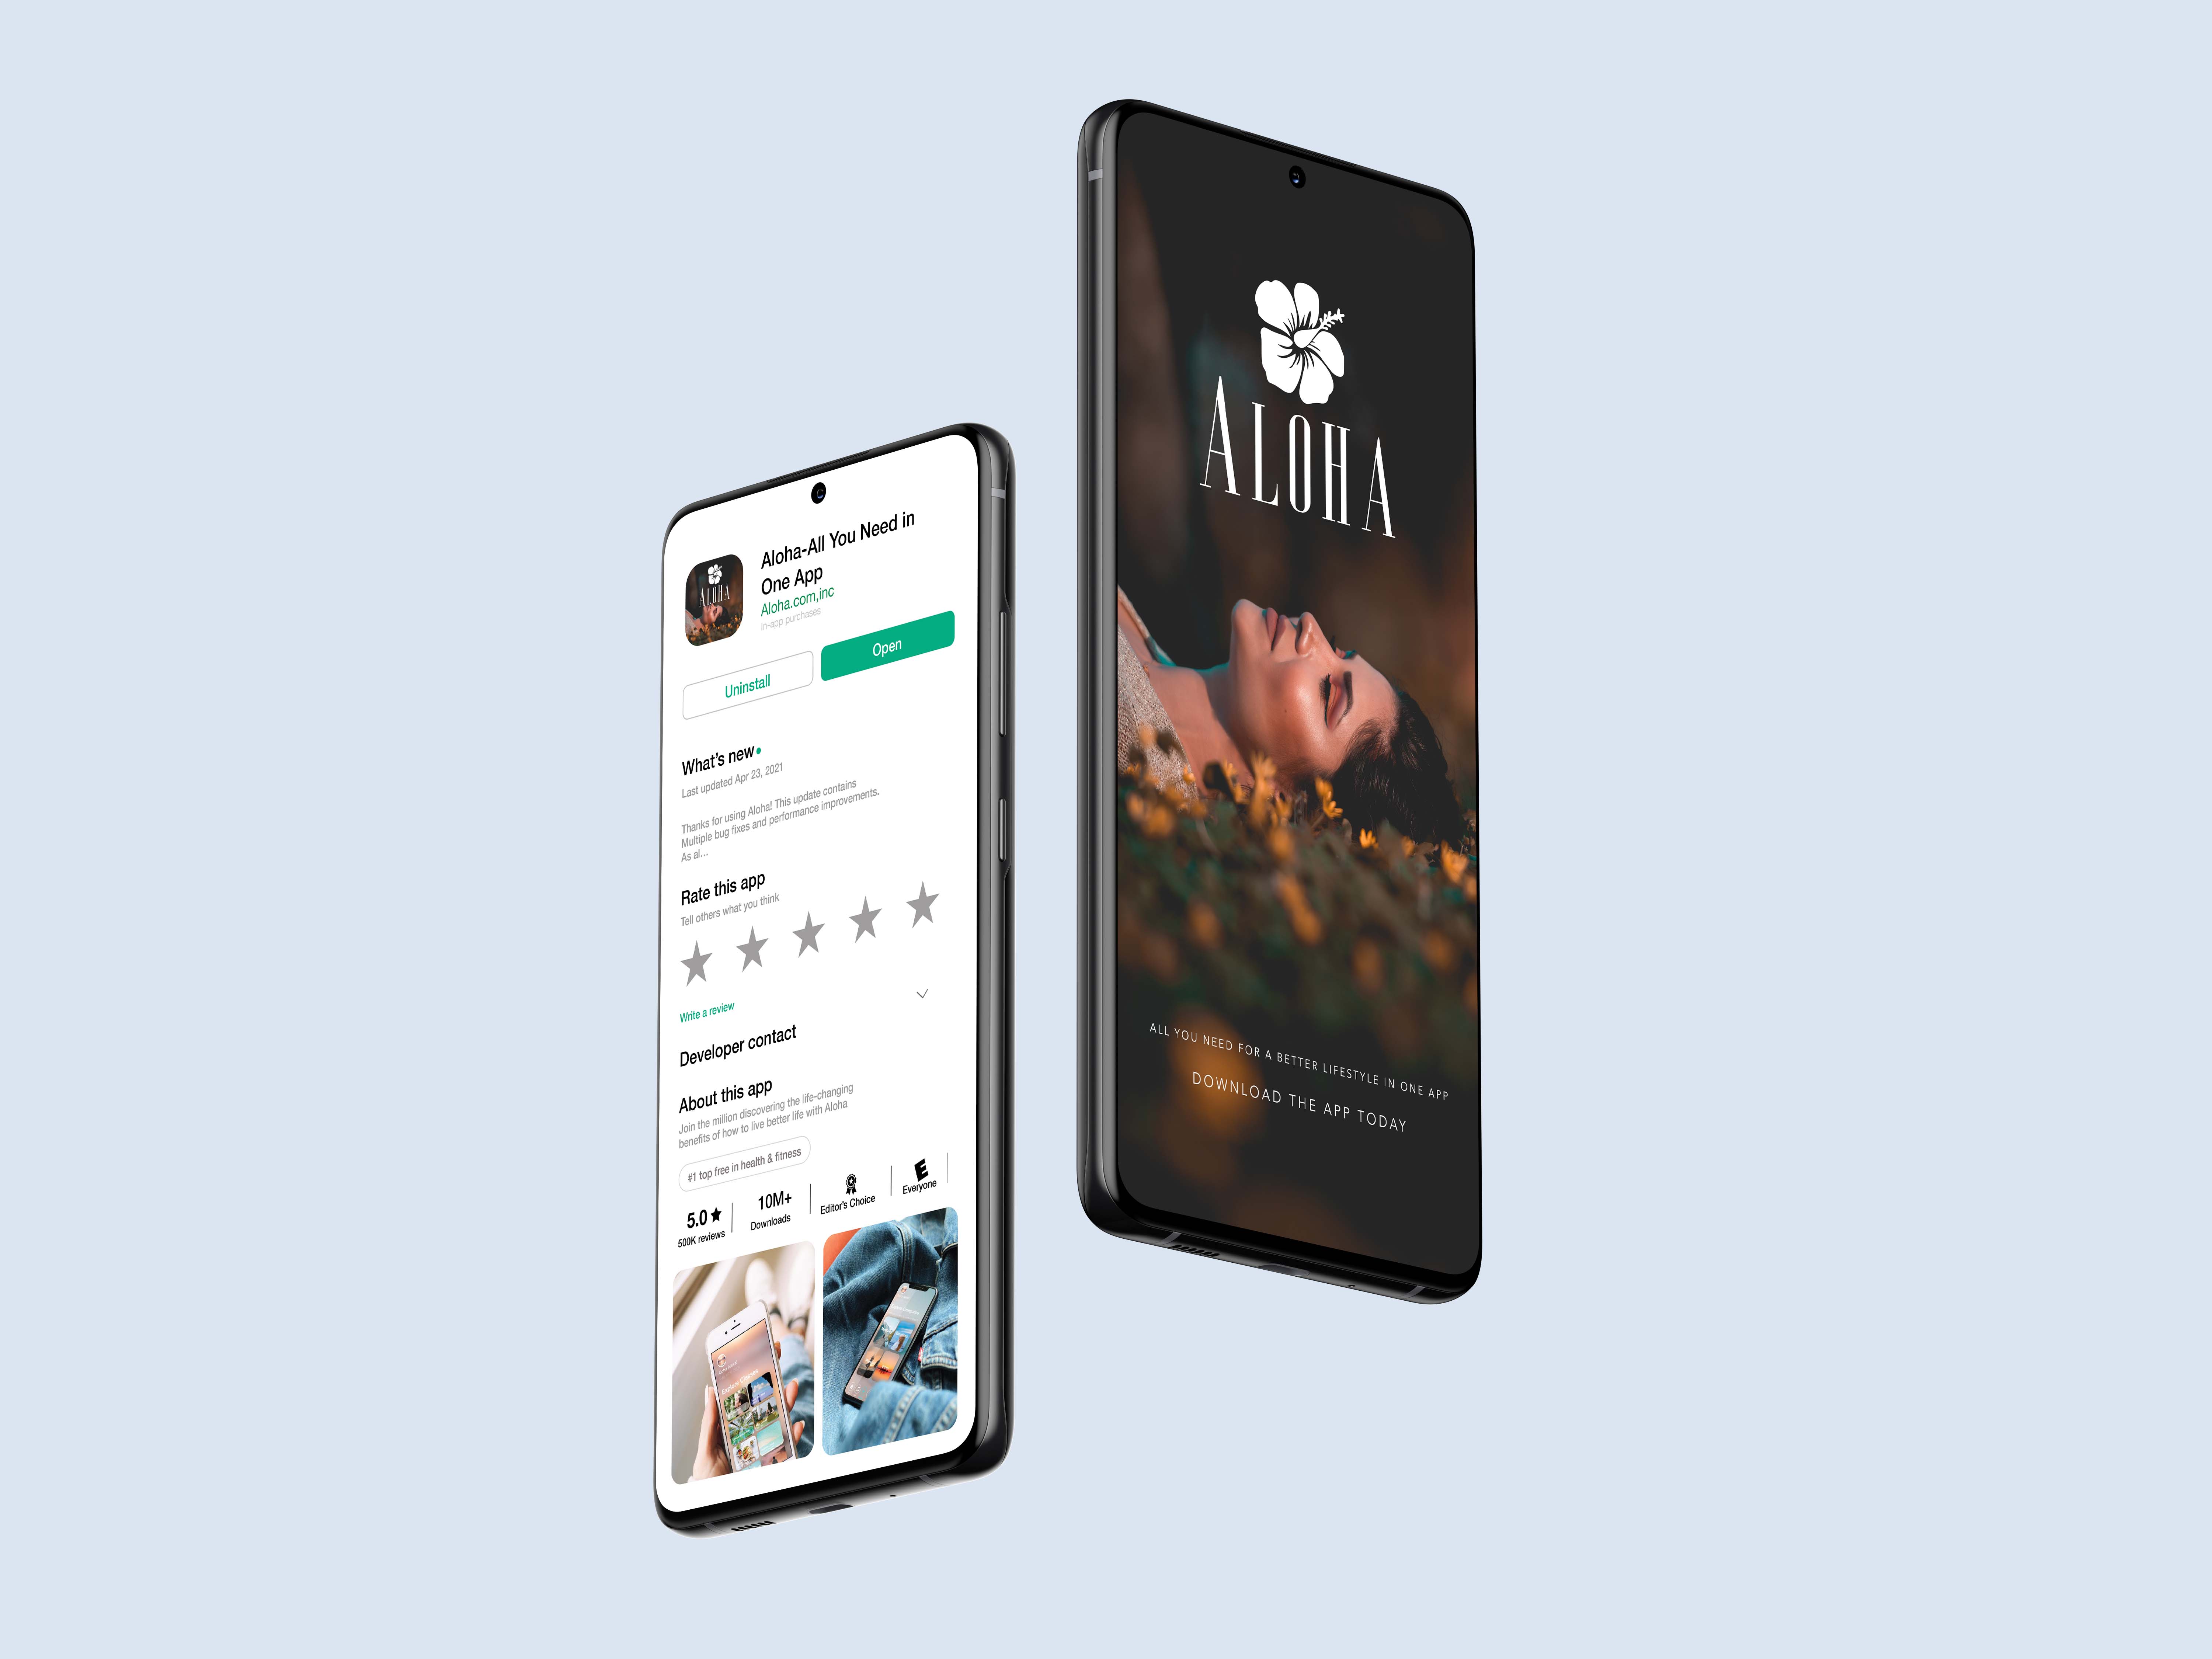 Aloha-All You Need in
One App
Aloha.com,inc
In-app purchases
Uninstall
Open
What's new
Last updated Apr 23, 2021
Thanks for using Aloha! This update contains
Multiple bug fixes and performance improvements.
As al...
Rate this app
Tell others what you think
Write a review
Developer contact
About this app
Join the million discovering the life-changing
benefits of how to live better life with Aloha
#1 top free in health & fitness
5.0
500K reviews
10M+
Downloads
Editor's Choice
E
Everyone
ALOHA
ALOHA
ALL YOU NEED FOR A BETTER LIFESTYLE IN ONE APP
DOWNLOAD THE APP TODAY